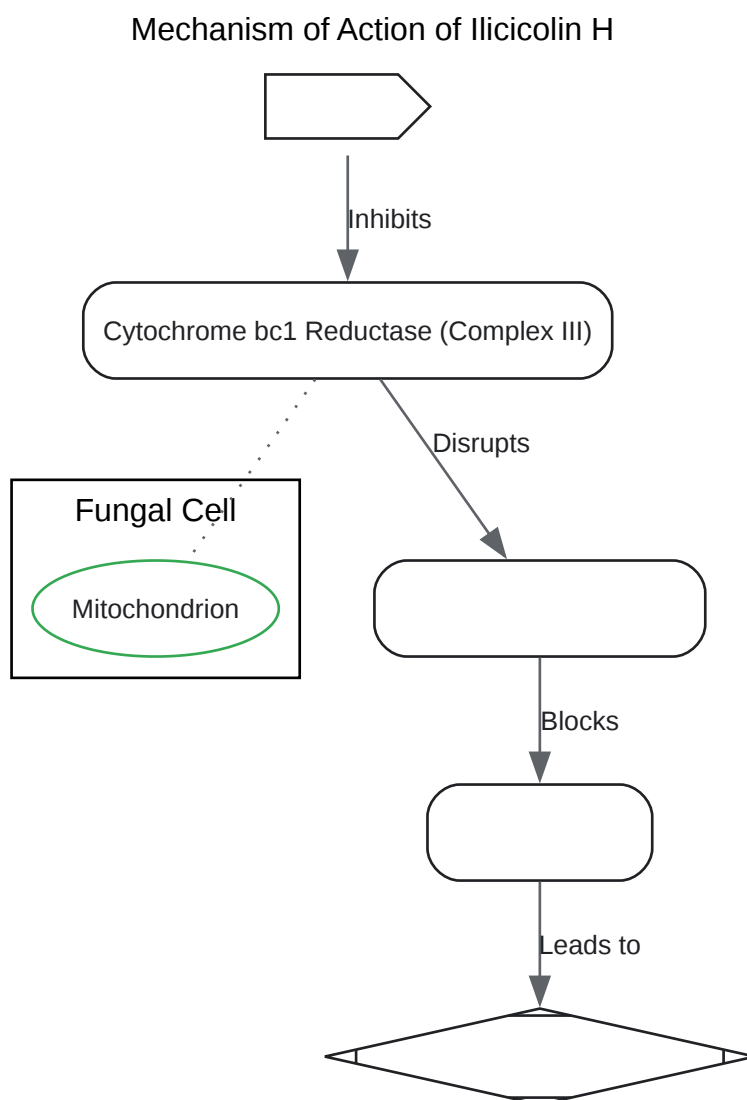 Mechanism of Action of Ilicicolin H
Inhibits
Cytochrome bc1 Reductase (Complex III)
Disrupts
Fungal Cell
Mitochondrion
Blocks
Leads to